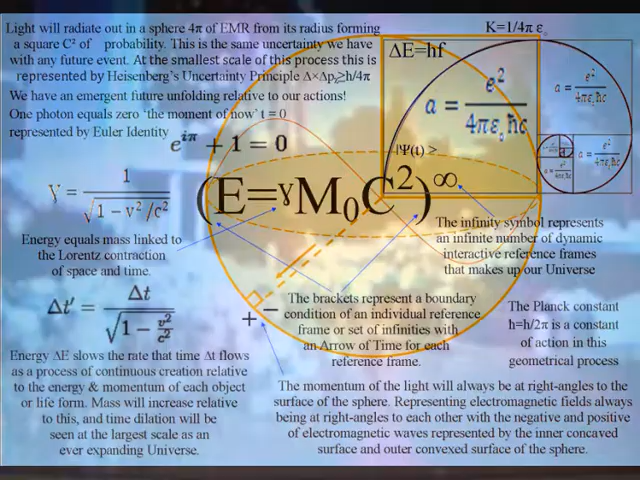 Light will radiate out in a sphere 4π of EMR from its radius forming
a square C² of probability. This is the same uncertainty we have
with any future event. At the smallest scale of this process this is
represented by Heisenberg's Uncertainty Principle Δ×Δpₓ≥h/4π
We have an emergent future unfolding relative to our actions!
One photon equals zero 'the moment of now' t = 0
represented by Euler Identity
e^iπ + 1 = 0
K=1/4π ε₀
ΔE=hf
a = e²/4πε₀ħc
a = e²/4πε₀ħc
a = e²/4πε₀ħc
|Ψ(t) >
γ = 1/√(1 − v²/c²)
(E=γM₀C²)^∞
Energy equals mass linked to
the Lorentz contraction
of space and time.
The infinity symbol represents
an infinite number of dynamic
interactive reference frames
that makes up our Universe
Δt′ = Δt/√(1 − v²/c²)
+ −
The brackets represent a boundary
condition of an individual reference
frame or set of infinities with
an Arrow of Time for each
reference frame.
The Planck constant
h=h/2π is a constant
of action in this
geometrical process
Energy ΔE slows the rate that time Δt flows
as a process of continuous creation relative
to the energy & momentum of each object
or life form. Mass will increase relative
to this, and time dilation will be
seen at the largest scale as an
ever expanding Universe.
The momentum of the light will always be at right-angles to the
surface of the sphere. Representing electromagnetic fields always
being at right-angles to each other with the negative and positive
of electromagnetic waves represented by the inner concaved
surface and outer convexed surface of the sphere.